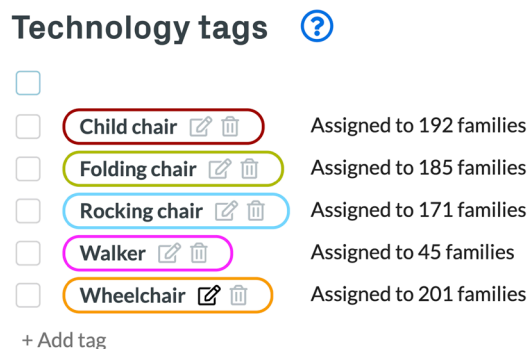 Technology tags ?
Child chair Assigned to 192 families
Folding chair Assigned to 185 families
Rocking chair Assigned to 171 families
Walker Assigned to 45 families
Wheelchair Assigned to 201 families
+ Add tag